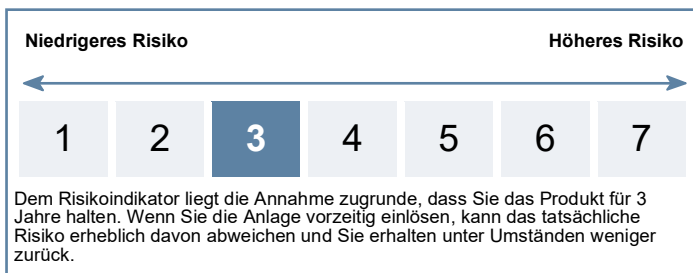 Niedrigeres Risiko Höheres Risiko
1 2 3 4 5 6 7
Dem Risikoindikator liegt die Annahme zugrunde, dass Sie das Produkt für 3
Jahre halten. Wenn Sie die Anlage vorzeitig einlösen, kann das tatsächliche
Risiko erheblich davon abweichen und Sie erhalten unter Umständen weniger
zurück.